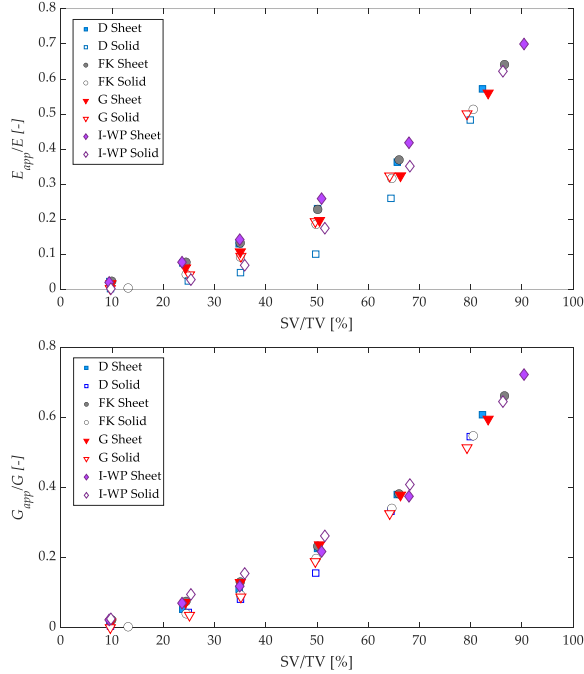 0.8
0.7
0.6
0.5
0.4
0.3
0.2
0.1
0
E_app/E [-]
D Sheet
D Solid
FK Sheet
FK Solid
G Sheet
G Solid
I-WP Sheet
I-WP Solid
0 10 20 30 40 50 60 70 80 90 100
SV/TV [%]
0.8
0.6
0.4
0.2
0
G_app/G [-]
D Sheet
D Solid
FK Sheet
FK Solid
G Sheet
G Solid
I-WP Sheet
I-WP Solid
0 10 20 30 40 50 60 70 80 90 100
SV/TV [%]